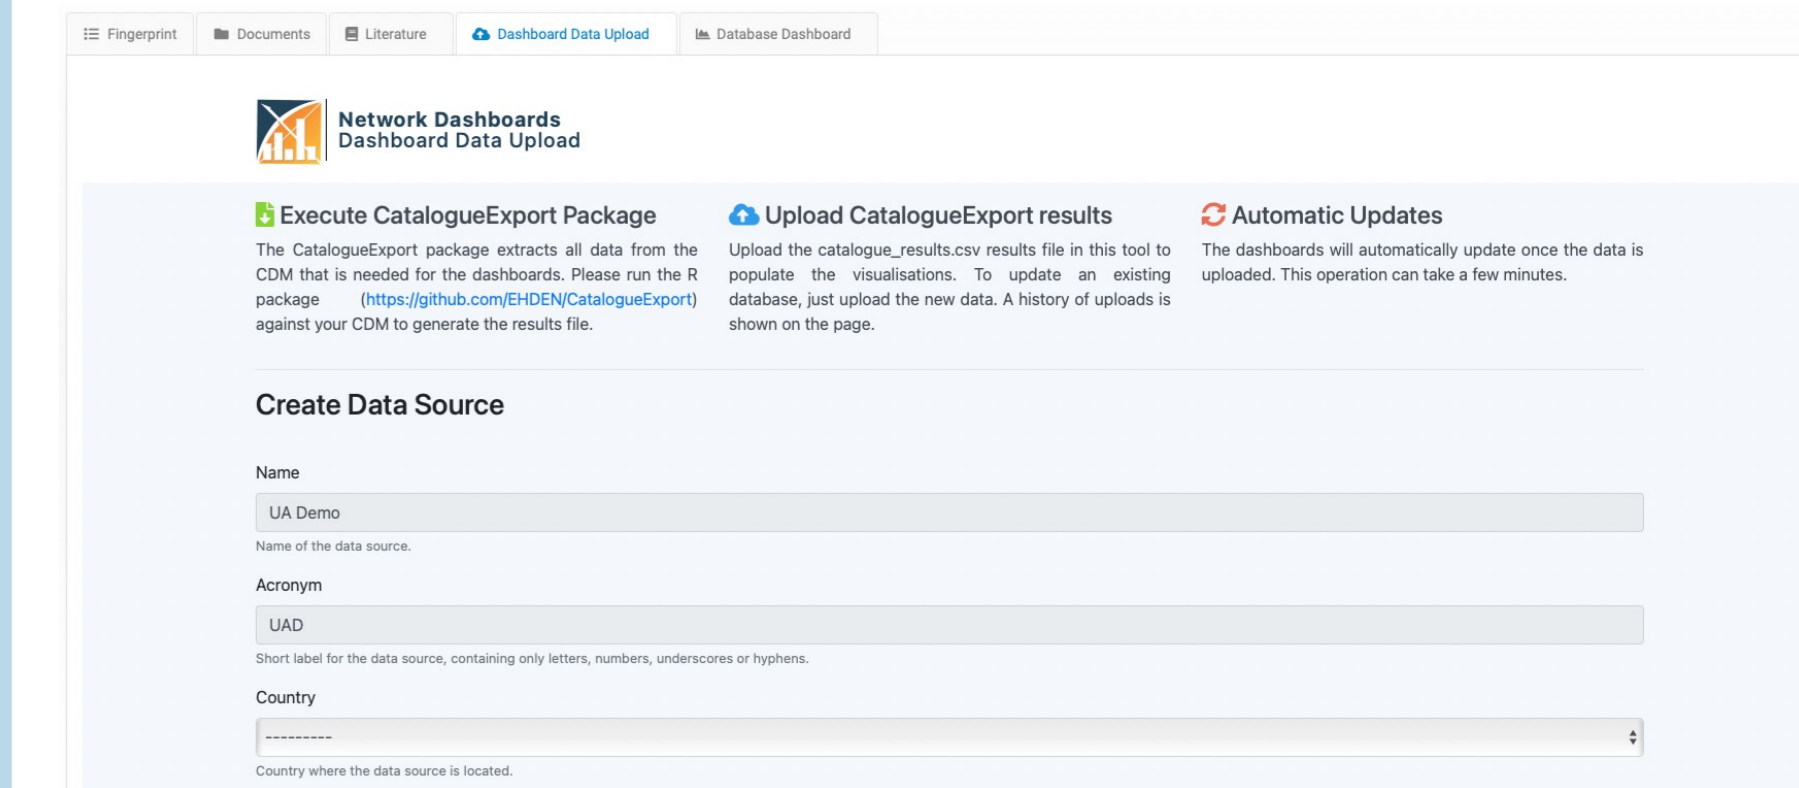 Fingerprint
Documents
Literature
Dashboard Data Upload
Database Dashboard
Network Dashboards
Dashboard Data Upload
Execute CatalogueExport Package
The CatalogueExport package extracts all data from the
CDM that is needed for the dashboards. Please run the R
package (https://github.com/EHDEN/CatalogueExport)
against your CDM to generate the results file.
Upload CatalogueExport results
Upload the catalogue_results.csv results file in this tool to
populate the visualisations. To update an existing
database, just upload the new data. A history of uploads is
shown on the page.
Automatic Updates
The dashboards will automatically update once the data is
uploaded. This operation can take a few minutes.
Create Data Source
Name
UA Demo
Name of the data source.
Acronym
UAD
Short label for the data source, containing only letters, numbers, underscores or hyphens.
Country
---------
Country where the data source is located.